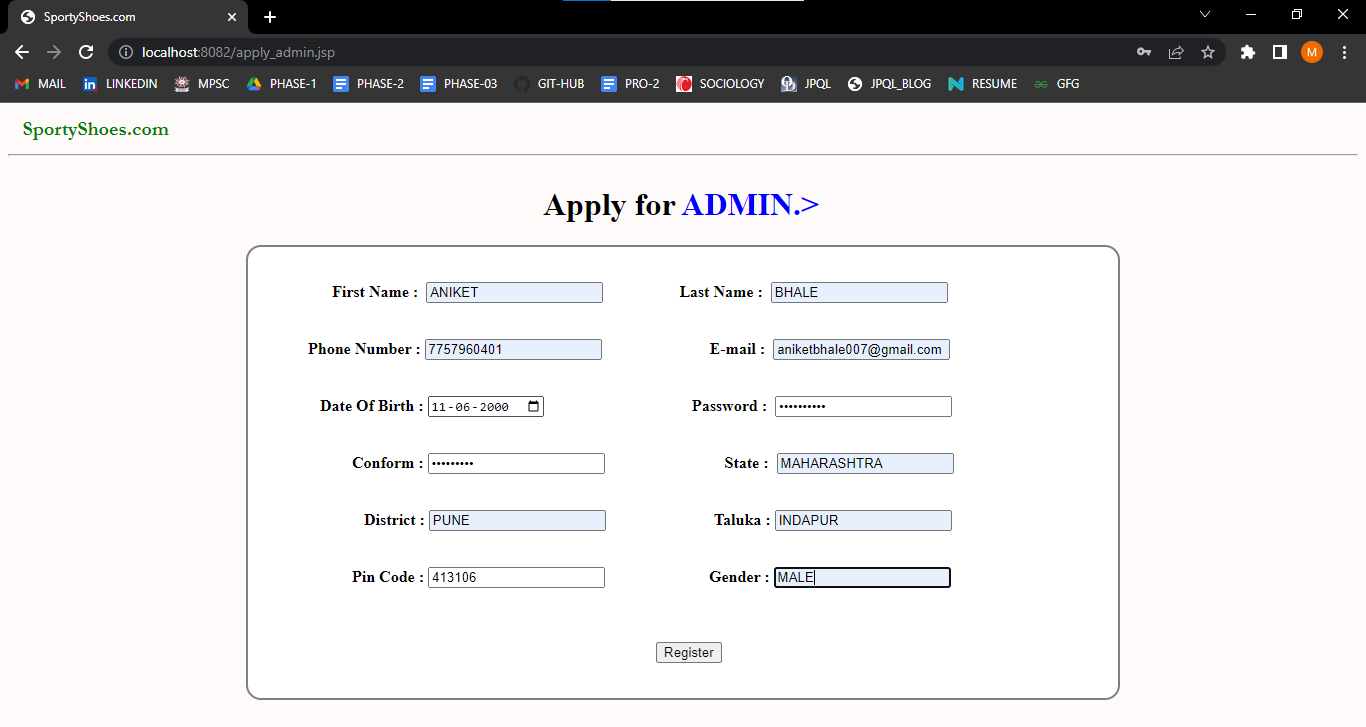 SportyShoes.com
localhost:8082/apply_admin.jsp
M
MAIL LINKEDIN MPSC PHASE-1 PHASE-2 PHASE-03 GIT-HUB PRO-2 SOCIOLOGY JPQL JPQL_BLOG RESUME GFG
SportyShoes.com
Apply for ADMIN.>
First Name : ANIKET Last Name : BHALE
Phone Number : 7757960401 E-mail : aniketbhale007@gmail.com
Date Of Birth : 11-06-2000 Password : ••••••••••
Conform : ••••••••• State : MAHARASHTRA
District : PUNE Taluka : INDAPUR
Pin Code : 413106 Gender : MALE
Register